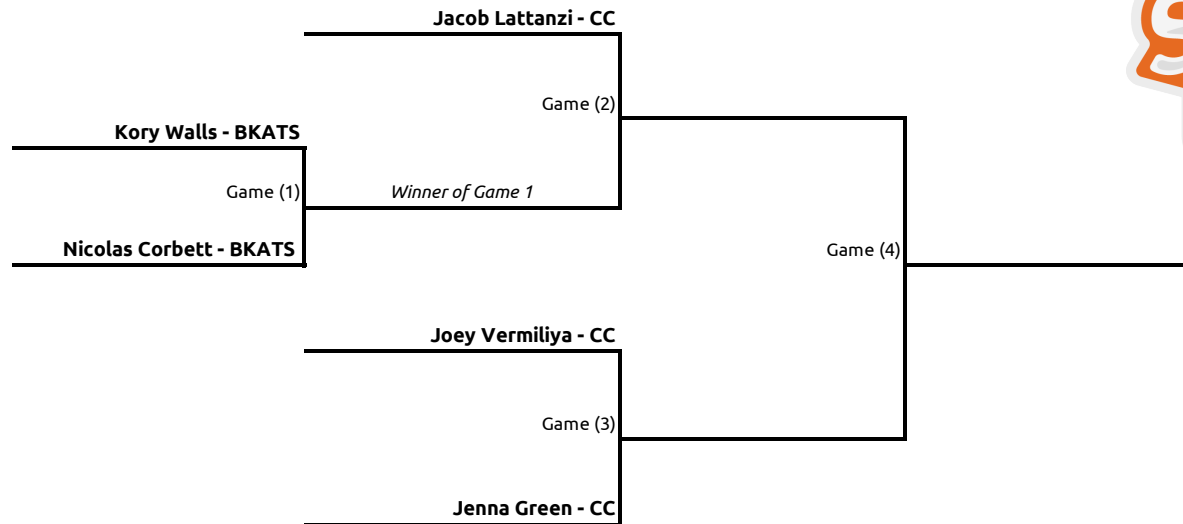 Jacob Lattanzi - CC
Game (2)
Kory Walls - BKATS
Game (1)
Winner of Game 1
Nicolas Corbett - BKATS
Game (4)
Joey Vermiliya - CC
Game (3)
Jenna Green - CC